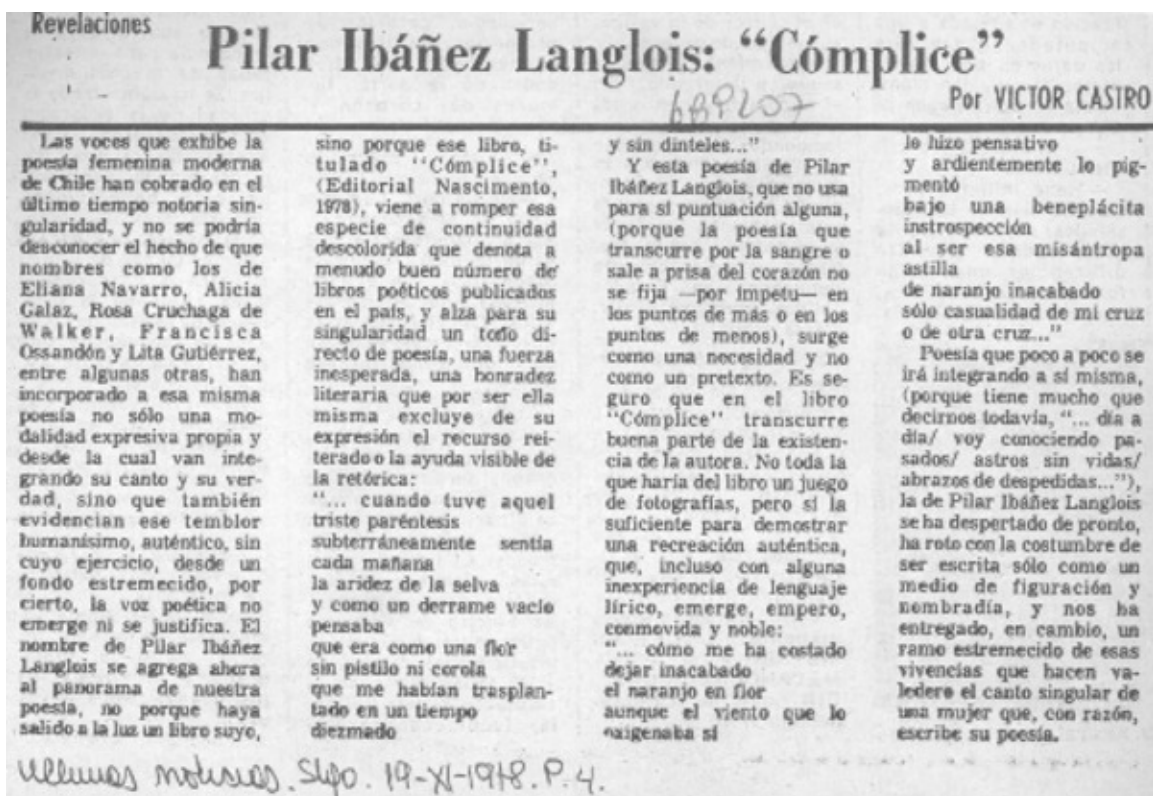 Revelaciones
Pilar Ibáñez Langlois: “Cómplice”
Por VICTOR CASTRO
Las voces que exhibe la
poesía femenina moderna
de Chile han cobrado en el
último tiempo notoria sin-
gularidad, y no se podría
desconocer el hecho de que
nombres como los de
Eliana Navarro, Alicia
Galaz, Rosa Cruchaga de
Walker, Francisca
Ossandón y Lita Gutiérrez,
entre algunas otras, han
incorporado a esa misma
poesía no sólo una mo-
dalidad expresiva propia y
desde la cual van inte-
grando su canto y su ver-
dad, sino que también
evidencian ese temblor
humanísimo, auténtico, sin
cuyo ejercicio, desde un
fondo estremecido, por
cierto, la voz poética no
emerge ni se justifica. El
nombre de Pilar Ibáñez
Langlois se agrega ahora
al panorama de nuestra
poesía, no porque haya
salido a la luz un libro suyo,
sino porque ese libro, ti-
tulado “Cómplice”,
(Editorial Nascimento,
1978), viene a romper esa
especie de continuidad
descolorida que denota a
menudo buen número de
libros poéticos publicados
en el país, y alza para su
singularidad un tono di-
recto de poesía, una fuerza
inesperada, una honradez
literaria que por ser ella
misma excluye de su
expresión el recurso rei-
terado o la ayuda visible de
la retórica:
“... cuando tuve aquel
triste paréntesis
subterráneamente sentía
cada mañana
la aridez de la selva
y como un derrame vacío
pensaba
que era como una flor
sin pistilo ni corola
que me habían trasplan-
tado en un tiempo
diezmado
y sin dinteles...”
Y esta poesía de Pilar
Ibáñez Langlois, que no usa
para sí puntuación alguna,
(porque la poesía que
transcurre por la sangre o
sale a prisa del corazón no
se fija —por ímpetu— en
los puntos de más o en los
puntos de menos), surge
como una necesidad y no
como un pretexto. Es se-
guro que en el libro
“Cómplice” transcurre
buena parte de la existen-
cia de la autora. No toda la
que haría del libro un juego
de fotografías, pero sí la
suficiente para demostrar
una recreación auténtica,
que, incluso con alguna
inexperiencia de lenguaje
lírico, emerge, empero,
conmovida y noble:
“... cómo me ha costado
dejar inacabado
el naranjo en flor
aunque el viento que lo
oxigenaba sí
lo hizo pensativo
y ardientemente lo pig-
mentó
bajo una beneplácita
instrospección
al ser esa misántropa
astilla
de naranjo inacabado
sólo casualidad de mi cruz
o de otra cruz...”
Poesía que poco a poco se
irá integrando a sí misma,
(porque tiene mucho que
decirnos todavía, “... día a
día/ voy conociendo pa-
sados/ astros sin vidas/
abrazos de despedidas...”),
la de Pilar Ibáñez Langlois
se ha despertado de pronto,
ha roto con la costumbre de
ser escrita sólo como un
medio de figuración y
nombradía, y nos ha
entregado, en cambio, un
ramo estremecido de esas
vivencias que hacen va-
ledero el canto singular de
una mujer que, con razón,
escribe su poesía.
Ultimas noticias. Stgo. 19-XI-1978. P. 4.